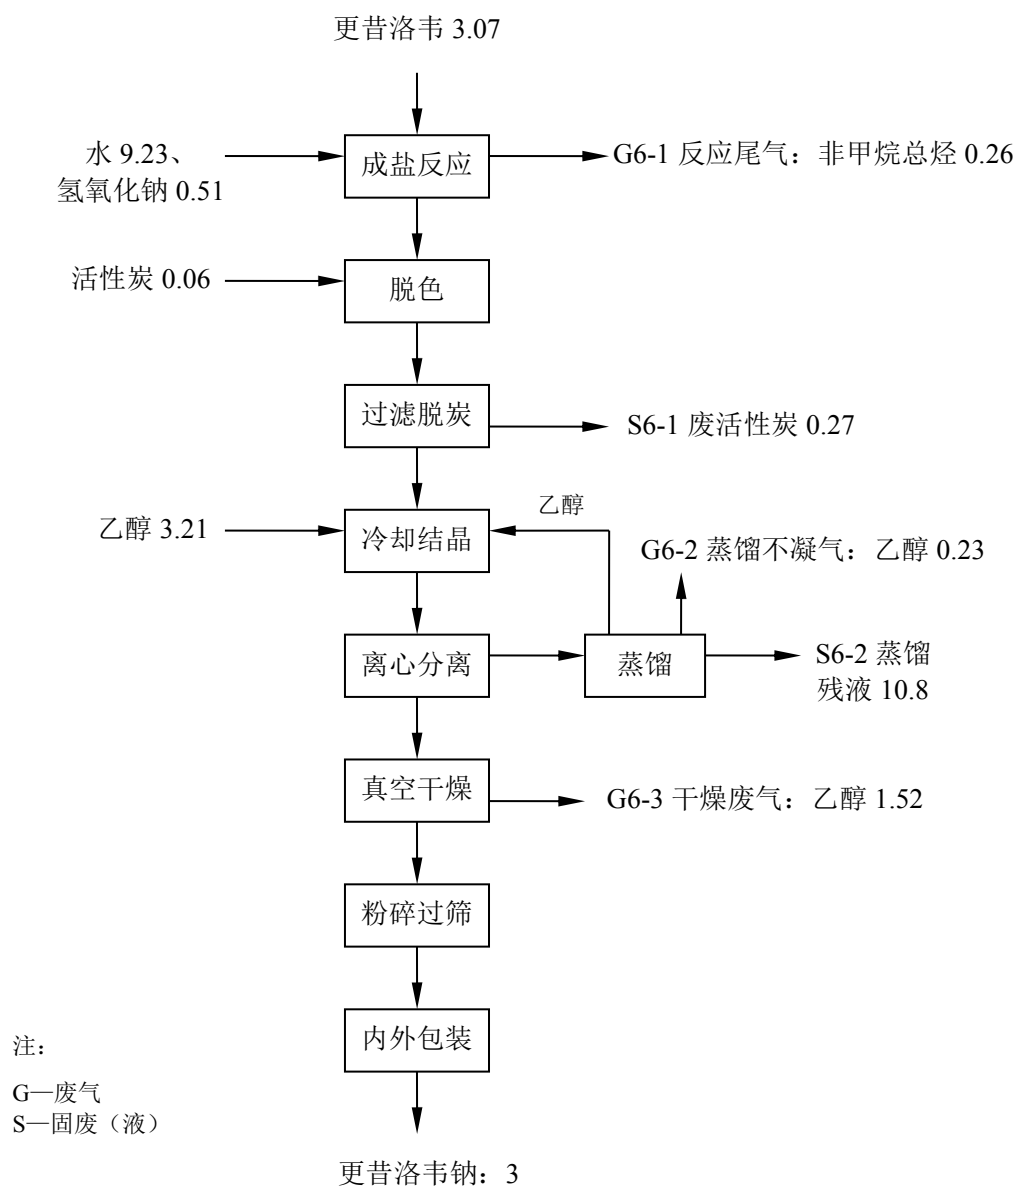 更昔洛韦 3.07
水 9.23、
氢氧化钠 0.51
成盐反应
G6-1 反应尾气：非甲烷总烃 0.26
活性炭 0.06
脱色
过滤脱炭
S6-1 废活性炭 0.27
乙醇 3.21
冷却结晶
乙醇
G6-2 蒸馏不凝气：乙醇 0.23
离心分离
蒸馏
S6-2 蒸馏
残液 10.8
真空干燥
G6-3 干燥废气：乙醇 1.52
粉碎过筛
内外包装
注：
G—废气
S—固废（液）
更昔洛韦钠：3